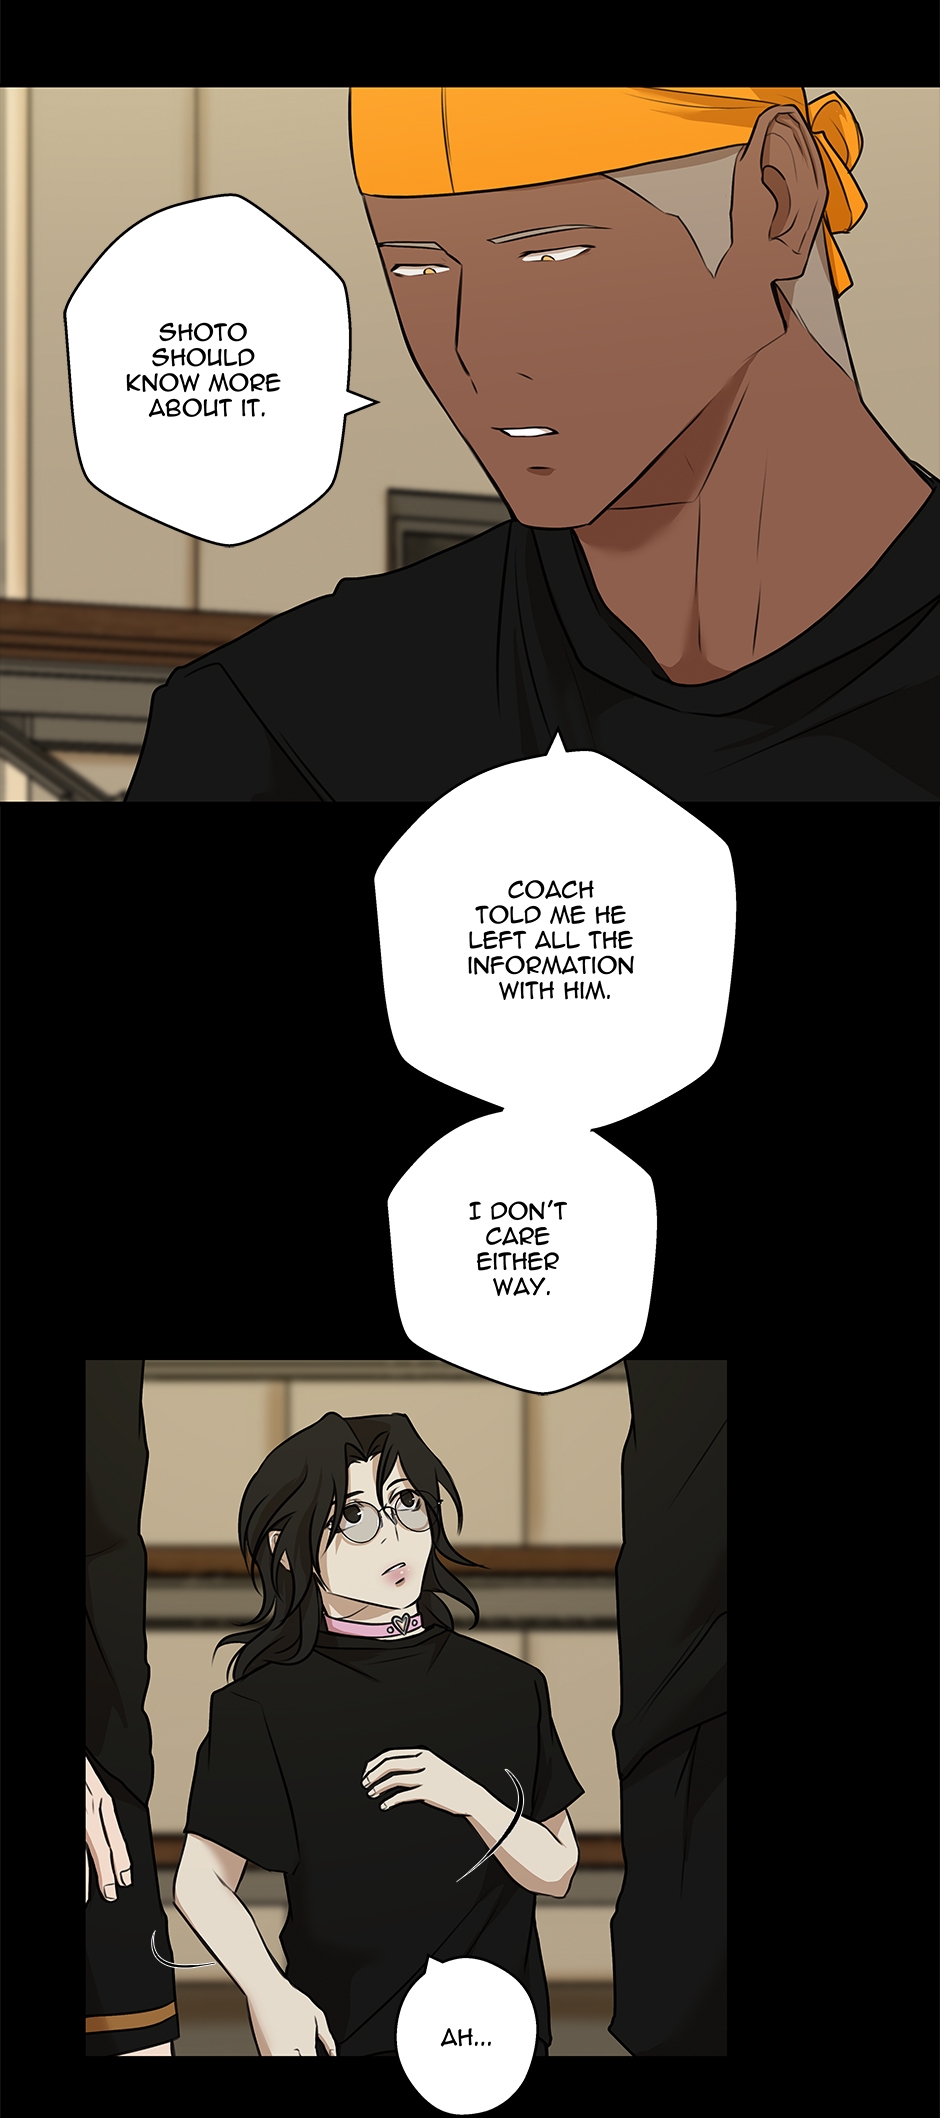 SHOTO
SHOULD
KNOW MORE
ABOUT IT.
COACH
TOLD ME HE
LEFT ALL THE
INFORMATION
WITH HIM.
I DON'T
CARE
EITHER
WAY.
AH...